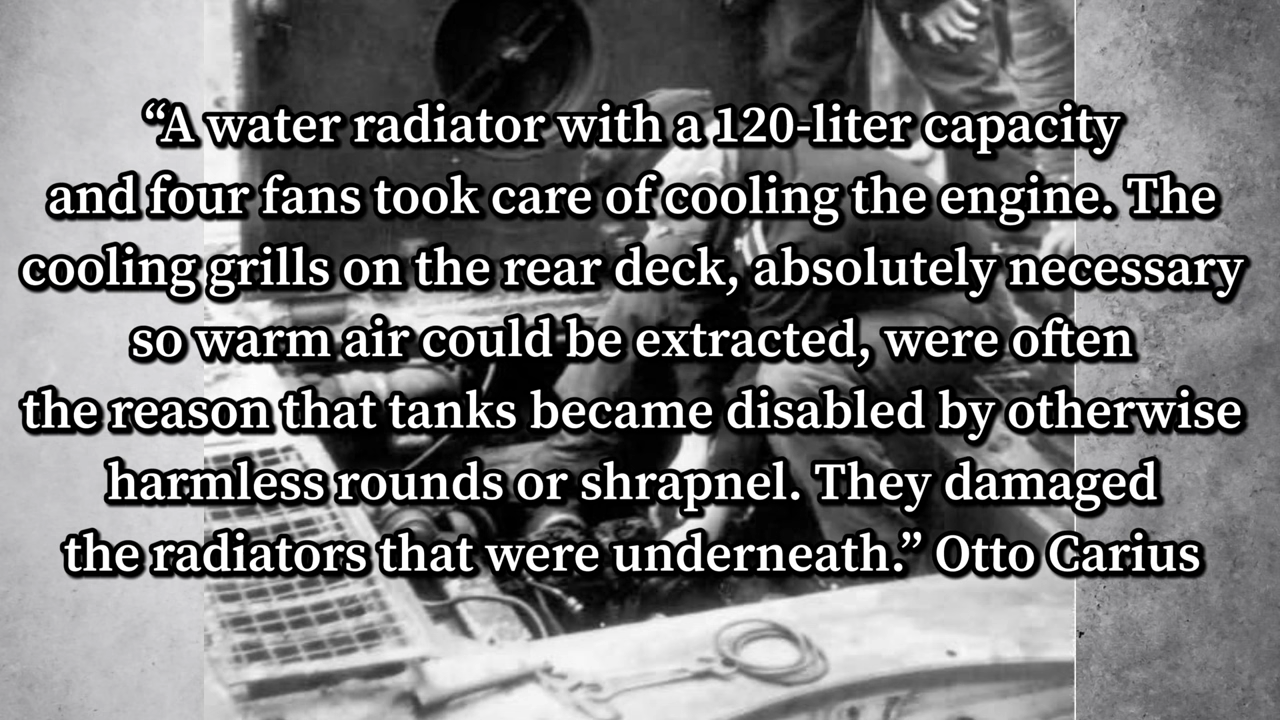 “A water radiator with a 120-liter capacity
and four fans took care of cooling the engine. The
cooling grills on the rear deck, absolutely necessary
so warm air could be extracted, were often
the reason that tanks became disabled by otherwise
harmless rounds or shrapnel. They damaged
the radiators that were underneath.” Otto Carius